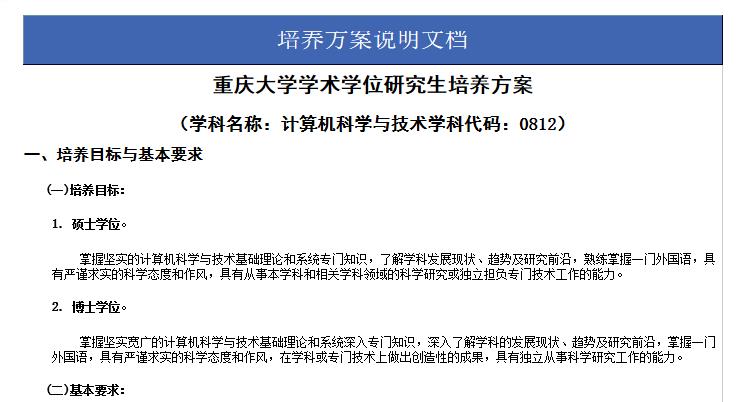 培养方案说明文档
重庆大学学术学位研究生培养方案
（学科名称：计算机科学与技术学科代码：0812）
一、培养目标与基本要求
(一)培养目标：
1. 硕士学位。
掌握坚实的计算机科学与技术基础理论和系统专门知识，了解学科发展现状、趋势及研究前沿，熟练掌握一门外国语，具
有严谨求实的科学态度和作风，具有从事本学科和相关学科领域的科学研究或独立担负专门技术工作的能力。
2. 博士学位。
掌握坚实宽广的计算机科学与技术基础理论和系统深入专门知识，深入了解学科的发展现状、趋势及研究前沿，掌握一门
外国语，具有严谨求实的科学态度和作风，在学科或专门技术上做出创造性的成果，具有独立从事科学研究工作的能力。
(二)基本要求：